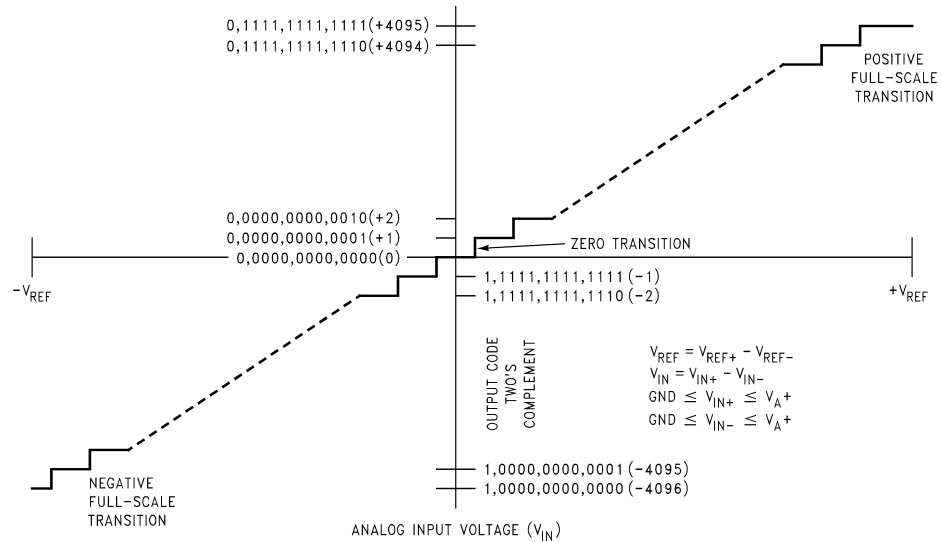 0,1111,1111,1111(+4095)
0,1111,1111,1110(+4094)
POSITIVE
FULL-SCALE
TRANSITION
0,0000,0000,0010(+2)
0,0000,0000,0001(+1)
0,0000,0000,0000(0)
ZERO TRANSITION
-VREF
+VREF
1,1111,1111,1111(-1)
1,1111,1111,1110(-2)
OUTPUT CODE
TWO'S
COMPLEMENT
VREF = VREF+ - VREF-
VIN = VIN+ - VIN-
GND ≤ VIN+ ≤ VA+
GND ≤ VIN- ≤ VA+
1,0000,0000,0001(-4095)
1,0000,0000,0000(-4096)
NEGATIVE
FULL-SCALE
TRANSITION
ANALOG INPUT VOLTAGE (VIN)